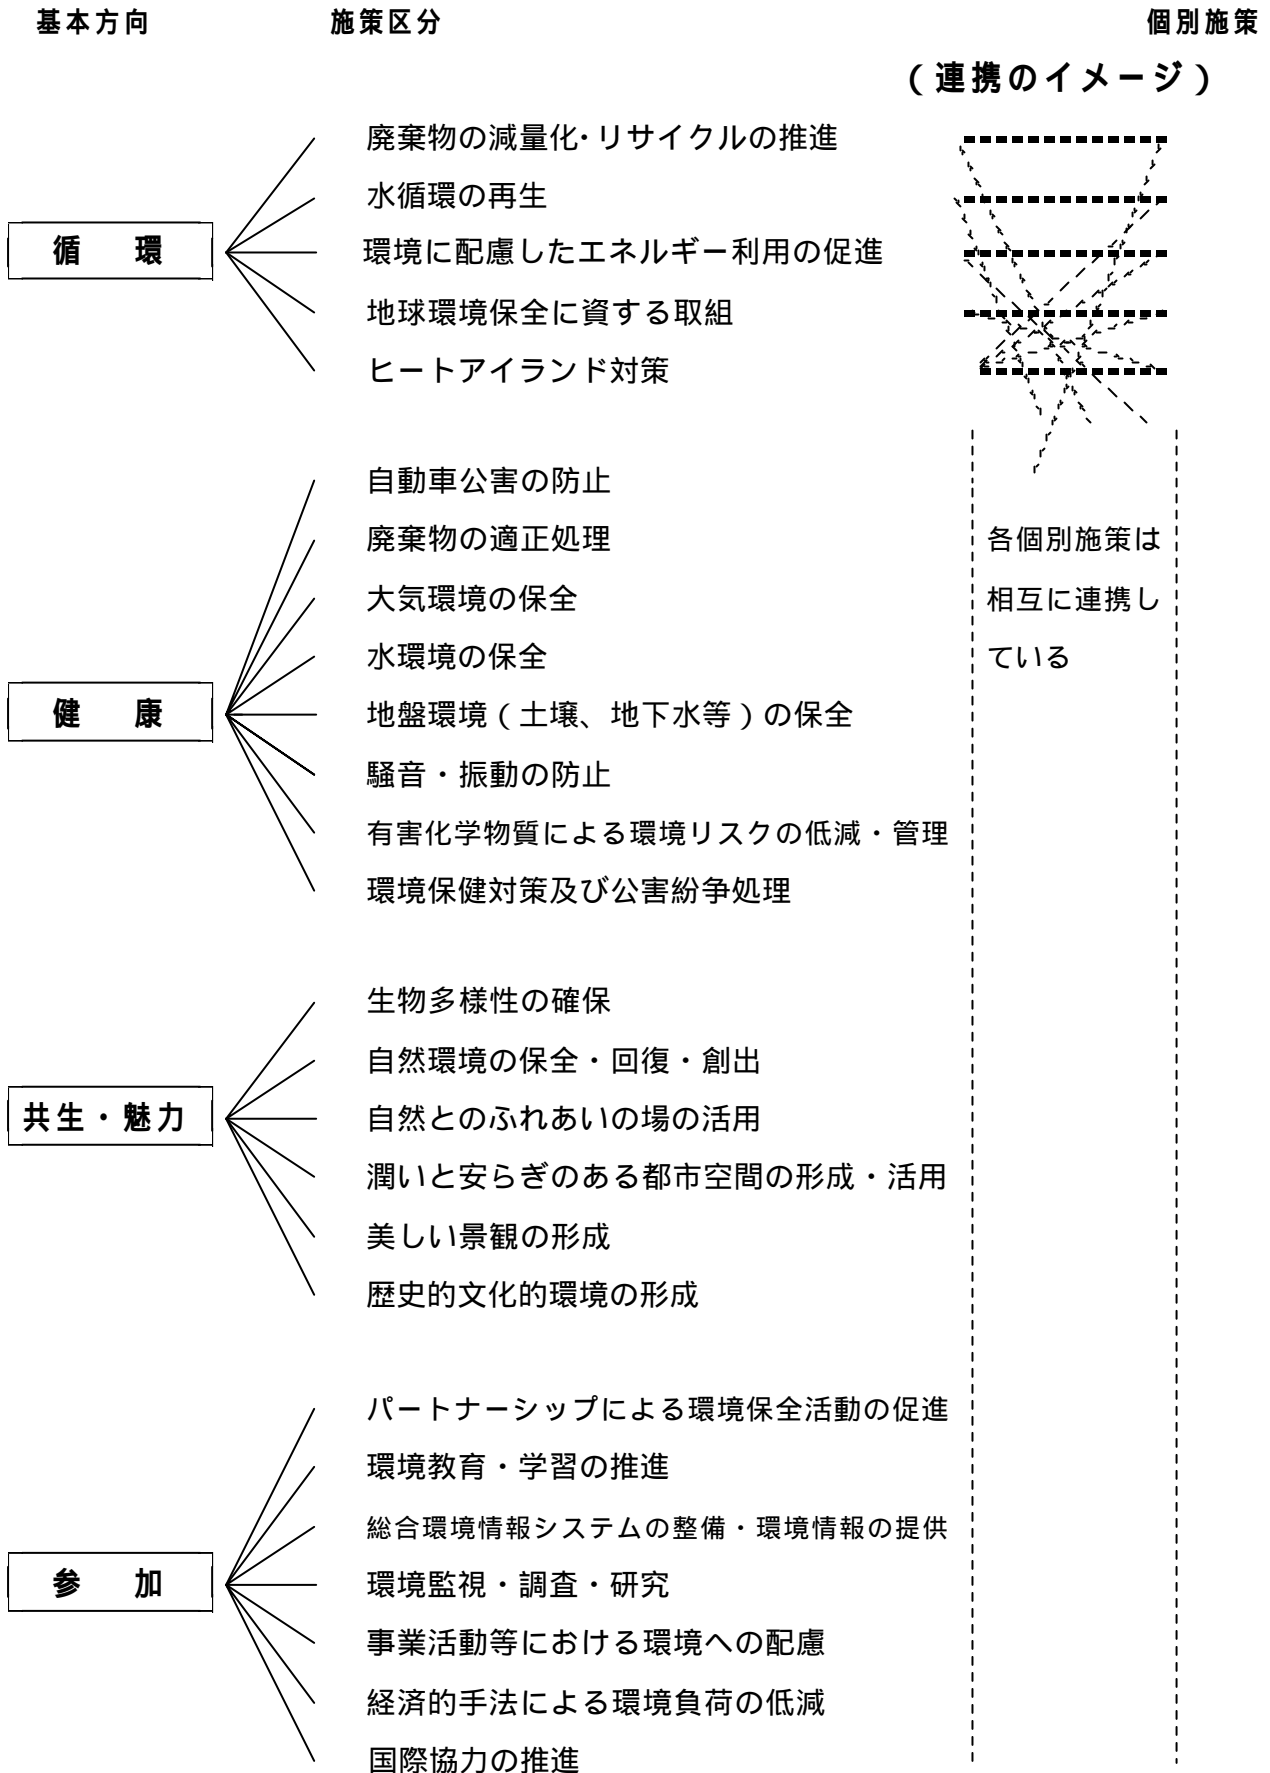 基本方向 施策区分 個別施策
(連携のイメージ)
廃棄物の減量化・リサイクルの推進
水循環の再生
循環
環境に配慮したエネルギー利用の促進
地球環境保全に資する取組
ヒートアイランド対策
自動車公害の防止
廃棄物の適正処理
大気環境の保全
水環境の保全
健康
地盤環境(土壌、地下水等)の保全
騒音・振動の防止
有害化学物質による環境リスクの低減・管理
環境保健対策及び公害紛争処理
各個別施策は
相互に連携し
ている
生物多様性の確保
自然環境の保全・回復・創出
共生・魅力
自然とのふれあいの場の活用
潤いと安らぎのある都市空間の形成・活用
美しい景観の形成
歴史的文化的環境の形成
パートナーシップによる環境保全活動の促進
環境教育・学習の推進
総合環境情報システムの整備・環境情報の提供
参加
環境監視・調査・研究
事業活動等における環境への配慮
経済的手法による環境負荷の低減
国際協力の推進